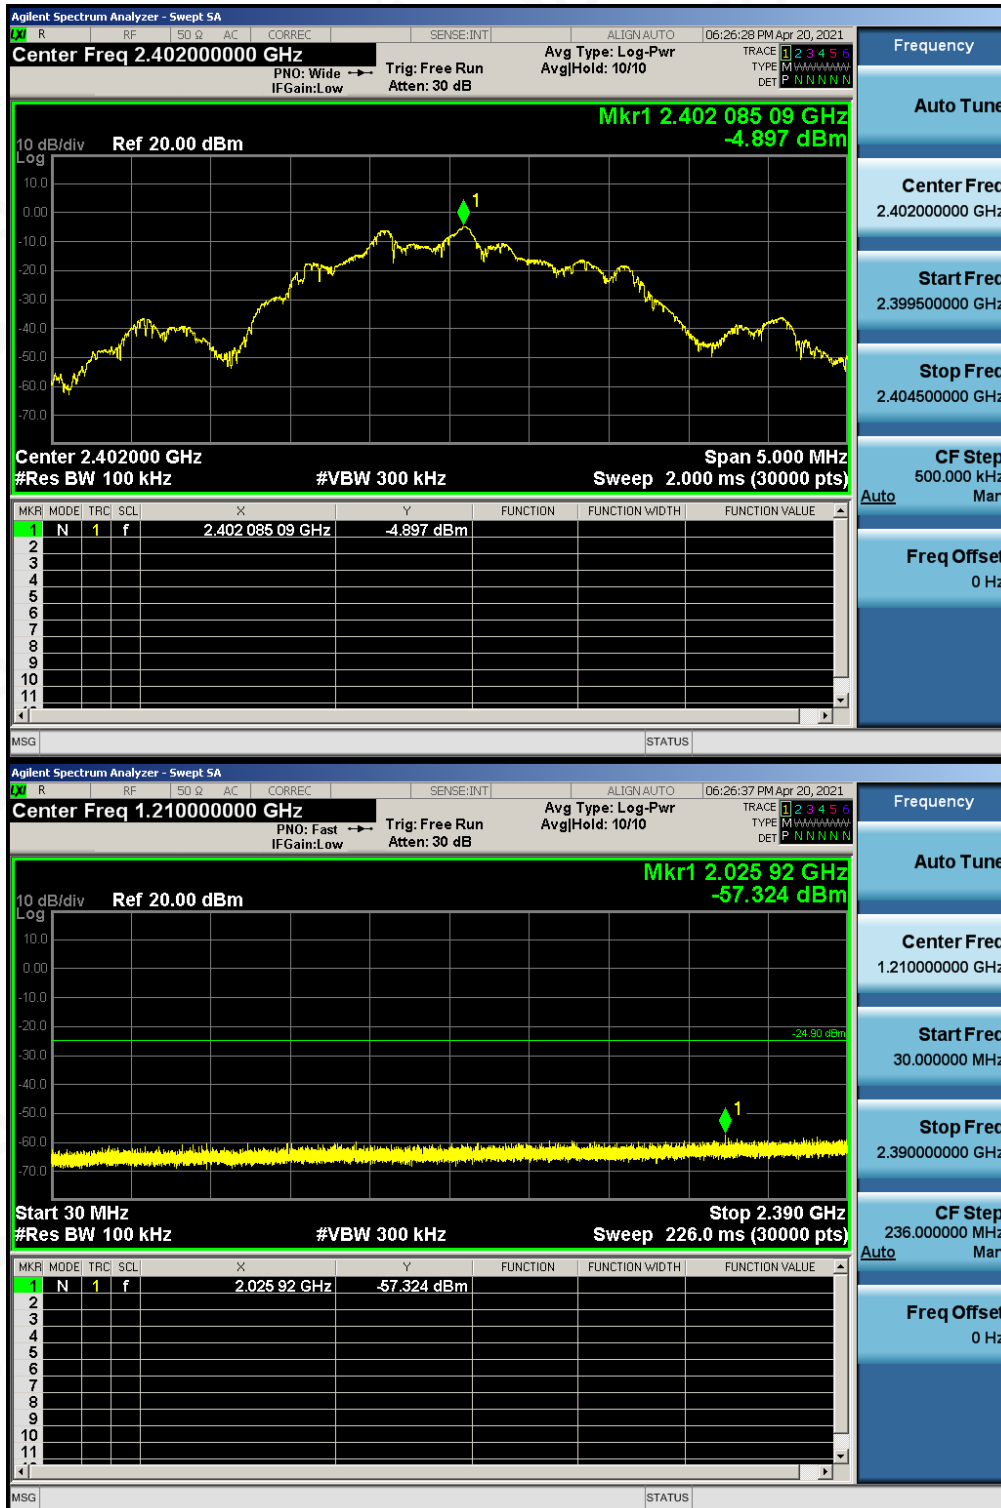 Agilent Spectrum Analyzer - Swept SA
LXI R RF 50 Ω AC CORREC SENSE:INT ALIGN AUTO 06:26:28 PM Apr 20, 2021
Center Freq 2.402000000 GHz
PNO: Wide
IFGain:Low
Trig: Free Run
Atten: 30 dB
Avg Type: Log-Pwr
Avg|Hold: 10/10
TRACE 1 2 3 4 5 6
TYPE M WWWWW
DET P N N N N N
Mkr1 2.402 085 09 GHz
-4.897 dBm
10 dB/div Ref 20.00 dBm
Log
10.0
0.00
-10.0
-20.0
-30.0
-40.0
-50.0
-60.0
-70.0
1
Center 2.402000 GHz Span 5.000 MHz
#Res BW 100 kHz #VBW 300 kHz Sweep 2.000 ms (30000 pts)
MKR MODE TRC SCL X Y FUNCTION FUNCTION WIDTH FUNCTION VALUE
1 N 1 f 2.402 085 09 GHz -4.897 dBm
2
3
4
5
6
7
8
9
10
11
MSG STATUS
Frequency
Auto Tune
Center Freq
2.402000000 GHz
Start Freq
2.399500000 GHz
Stop Freq
2.404500000 GHz
CF Step
500.000 kHz
Auto Man
Freq Offset
0 Hz
Agilent Spectrum Analyzer - Swept SA
LXI R RF 50 Ω AC CORREC SENSE:INT ALIGN AUTO 06:26:37 PM Apr 20, 2021
Center Freq 1.210000000 GHz
PNO: Fast
IFGain:Low
Trig: Free Run
Atten: 30 dB
Avg Type: Log-Pwr
Avg|Hold: 10/10
TRACE 1 2 3 4 5 6
TYPE M WWWWW
DET P N N N N N
Mkr1 2.025 92 GHz
-57.324 dBm
10 dB/div Ref 20.00 dBm
Log
10.0
0.00
-10.0
-20.0
-30.0
-40.0
-50.0
-60.0
-70.0
-24.90 dBm
1
Start 30 MHz Stop 2.390 GHz
#Res BW 100 kHz #VBW 300 kHz Sweep 226.0 ms (30000 pts)
MKR MODE TRC SCL X Y FUNCTION FUNCTION WIDTH FUNCTION VALUE
1 N 1 f 2.025 92 GHz -57.324 dBm
2
3
4
5
6
7
8
9
10
11
MSG STATUS
Frequency
Auto Tune
Center Freq
1.210000000 GHz
Start Freq
30.000000 MHz
Stop Freq
2.390000000 GHz
CF Step
236.000000 MHz
Auto Man
Freq Offset
0 Hz